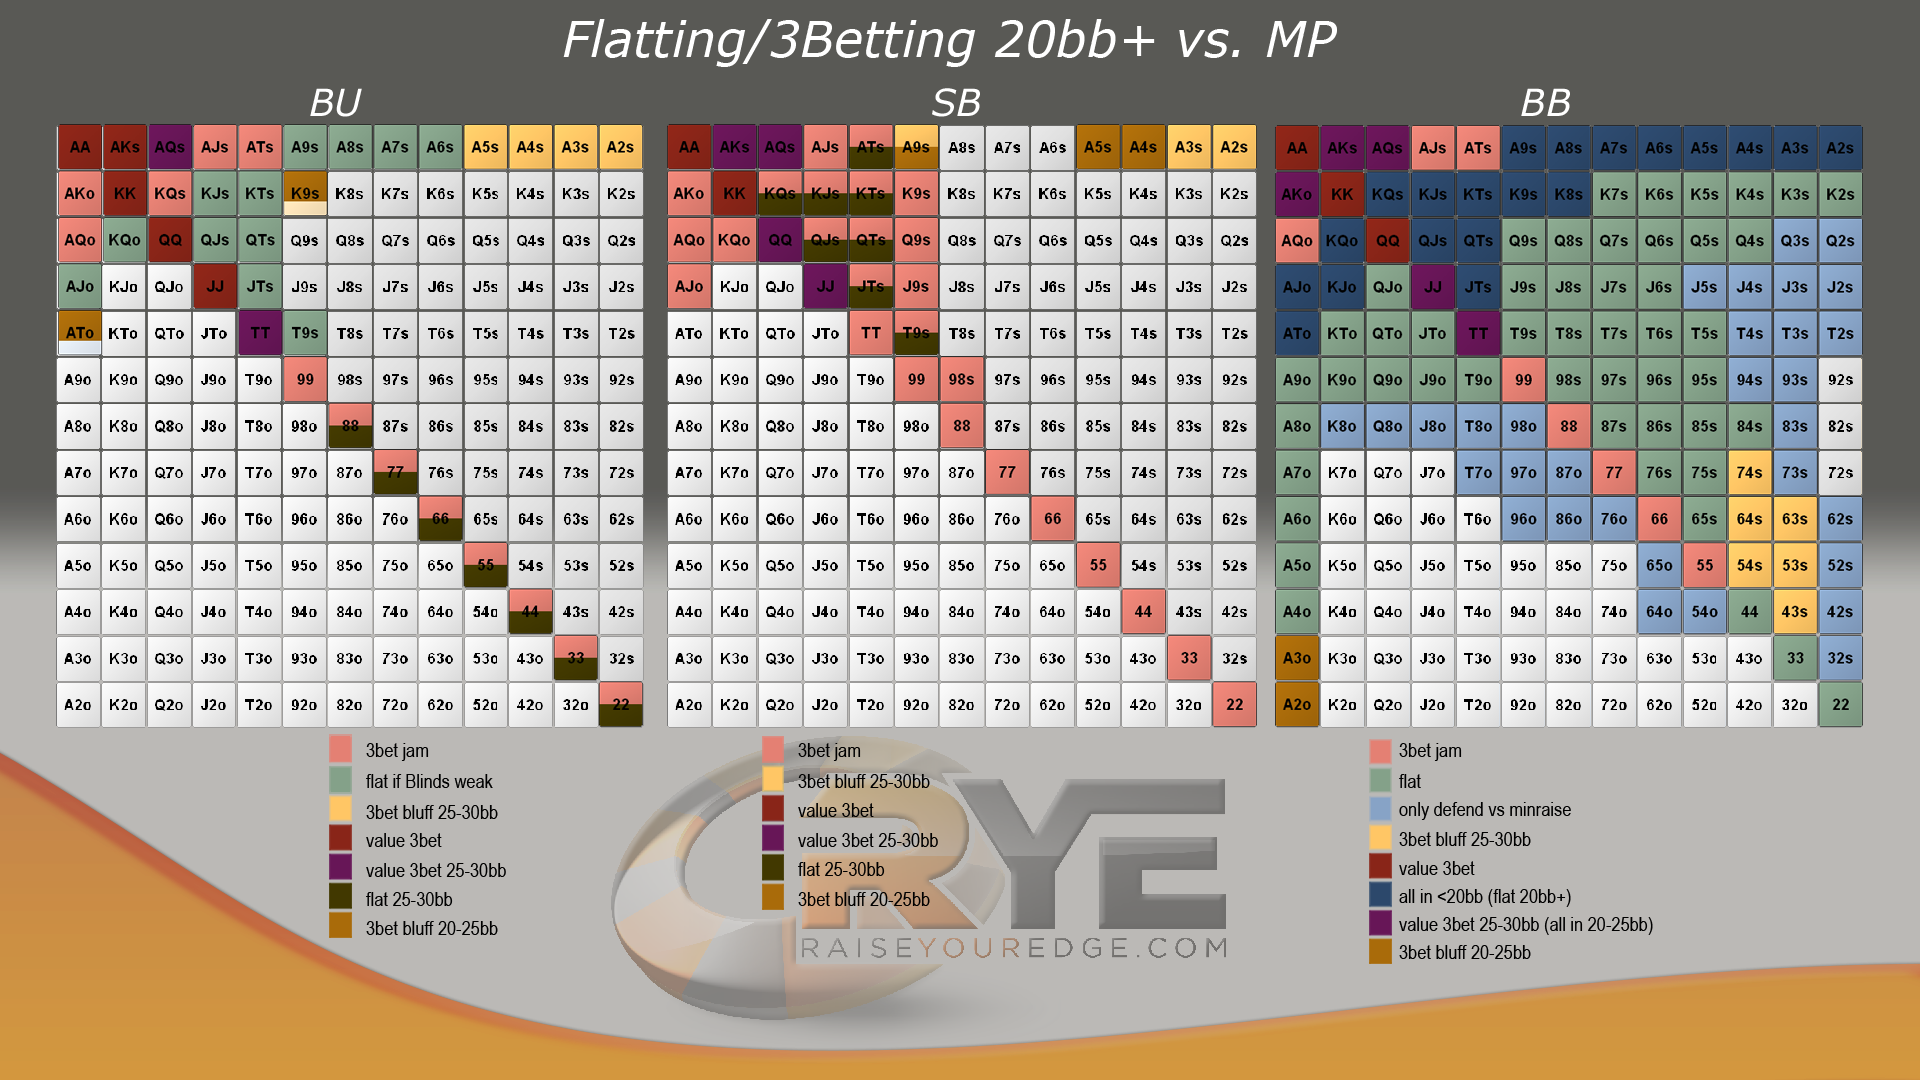 Flatting/3Betting 20bb+ vs. MP
BU
AA AKs AQs AJs ATs A9s A8s A7s A6s A5s A4s A3s A2s
AKo KK KQs KJs KTs K9s K8s K7s K6s K5s K4s K3s K2s
AQo KQo QQ QJs QTs Q9s Q8s Q7s Q6s Q5s Q4s Q3s Q2s
AJo KJo QJo JJ JTs J9s J8s J7s J6s J5s J4s J3s J2s
ATo KTo QTo JTo TT T9s T8s T7s T6s T5s T4s T3s T2s
A9o K9o Q9o J9o T9o 99 98s 97s 96s 95s 94s 93s 92s
A8o K8o Q8o J8o T8o 98o 88 87s 86s 85s 84s 83s 82s
A7o K7o Q7o J7o T7o 97o 87o 77 76s 75s 74s 73s 72s
A6o K6o Q6o J6o T6o 96o 86o 76o 66 65s 64s 63s 62s
A5o K5o Q5o J5o T5o 95o 85o 75o 65o 55 54s 53s 52s
A4o K4o Q4o J4o T4o 94o 84o 74o 64o 54o 44 43s 42s
A3o K3o Q3o J3o T3o 93o 83o 73o 63o 53o 43o 33 32s
A2o K2o Q2o J2o T2o 92o 82o 72o 62o 52o 42o 32o 22
3bet jam
flat if Blinds weak
3bet bluff 25-30bb
value 3bet
value 3bet 25-30bb
flat 25-30bb
3bet bluff 20-25bb
SB
AA AKs AQs AJs ATs A9s A8s A7s A6s A5s A4s A3s A2s
AKo KK KQs KJs KTs K9s K8s K7s K6s K5s K4s K3s K2s
AQo KQo QQ QJs QTs Q9s Q8s Q7s Q6s Q5s Q4s Q3s Q2s
AJo KJo QJo JJ JTs J9s J8s J7s J6s J5s J4s J3s J2s
ATo KTo QTo JTo TT T9s T8s T7s T6s T5s T4s T3s T2s
A9o K9o Q9o J9o T9o 99 98s 97s 96s 95s 94s 93s 92s
A8o K8o Q8o J8o T8o 98o 88 87s 86s 85s 84s 83s 82s
A7o K7o Q7o J7o T7o 97o 87o 77 76s 75s 74s 73s 72s
A6o K6o Q6o J6o T6o 96o 86o 76o 66 65s 64s 63s 62s
A5o K5o Q5o J5o T5o 95o 85o 75o 65o 55 54s 53s 52s
A4o K4o Q4o J4o T4o 94o 84o 74o 64o 54o 44 43s 42s
A3o K3o Q3o J3o T3o 93o 83o 73o 63o 53o 43o 33 32s
A2o K2o Q2o J2o T2o 92o 82o 72o 62o 52o 42o 32o 22
3bet jam
3bet bluff 25-30bb
value 3bet
value 3bet 25-30bb
flat 25-30bb
3bet bluff 20-25bb
RYE
RAISEYOUREDGE.COM
BB
AA AKs AQs AJs ATs A9s A8s A7s A6s A5s A4s A3s A2s
AKo KK KQs KJs KTs K9s K8s K7s K6s K5s K4s K3s K2s
AQo KQo QQ QJs QTs Q9s Q8s Q7s Q6s Q5s Q4s Q3s Q2s
AJo KJo QJo JJ JTs J9s J8s J7s J6s J5s J4s J3s J2s
ATo KTo QTo JTo TT T9s T8s T7s T6s T5s T4s T3s T2s
A9o K9o Q9o J9o T9o 99 98s 97s 96s 95s 94s 93s 92s
A8o K8o Q8o J8o T8o 98o 88 87s 86s 85s 84s 83s 82s
A7o K7o Q7o J7o T7o 97o 87o 77 76s 75s 74s 73s 72s
A6o K6o Q6o J6o T6o 96o 86o 76o 66 65s 64s 63s 62s
A5o K5o Q5o J5o T5o 95o 85o 75o 65o 55 54s 53s 52s
A4o K4o Q4o J4o T4o 94o 84o 74o 64o 54o 44 43s 42s
A3o K3o Q3o J3o T3o 93o 83o 73o 63o 53o 43o 33 32s
A2o K2o Q2o J2o T2o 92o 82o 72o 62o 52o 42o 32o 22
3bet jam
flat
only defend vs minraise
3bet bluff 25-30bb
value 3bet
all in <20bb (flat 20bb+)
value 3bet 25-30bb (all in 20-25bb)
3bet bluff 20-25bb